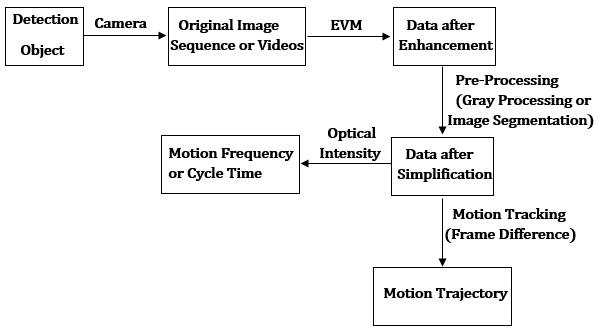 Detection
Object
Camera
Original Image
Sequence or Videos
EVM
Data after
Enhancement
Pre-Processing
(Gray Processing or
Image Segmentation)
Optical
Intensity
Motion Frequency
or Cycle Time
Data after
Simplification
Motion Tracking
(Frame Difference)
Motion Trajectory